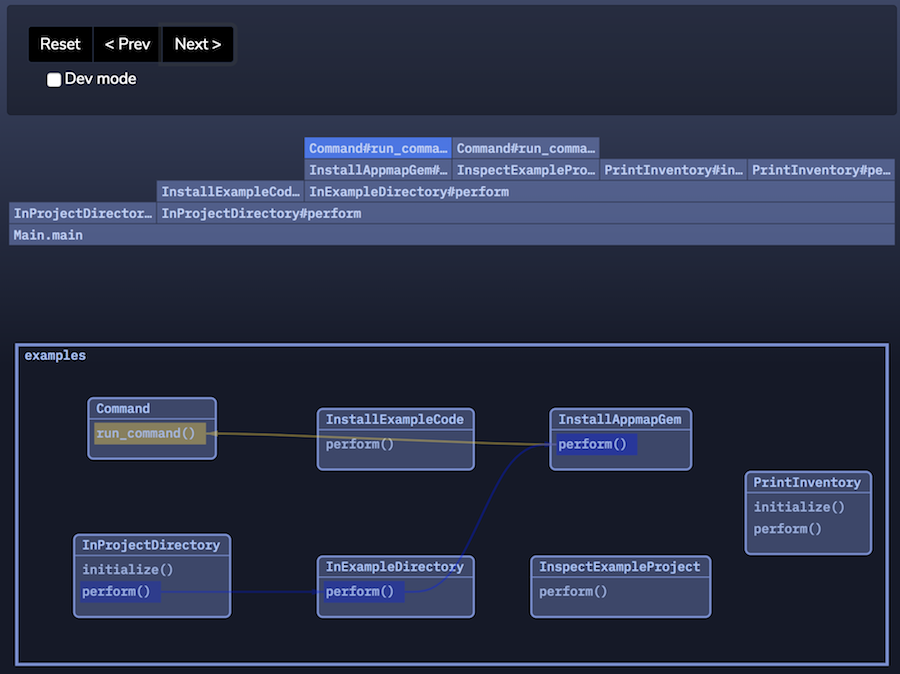 Reset < Prev Next >
Dev mode
Command#run_comma… Command#run_comma…
InstallAppmapGem#… InspectExamplePro… PrintInventory#in… PrintInventory#pe…
InstallExampleCod… InExampleDirectory#perform
InProjectDirector… InProjectDirectory#perform
Main.main
examples
Command
run_command()
InstallExampleCode
perform()
InstallAppmapGem
perform()
PrintInventory
initialize()
perform()
InProjectDirectory
initialize()
perform()
InExampleDirectory
perform()
InspectExampleProject
perform()